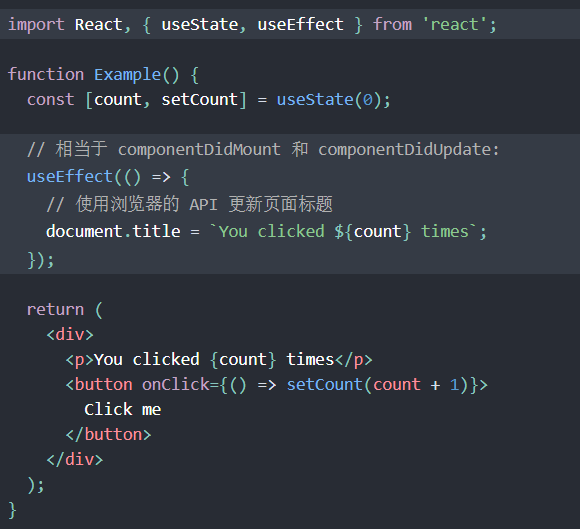 import React, { useState, useEffect } from 'react';
function Example() {
const [count, setCount] = useState(0);
// 相当于 componentDidMount 和 componentDidUpdate:
useEffect(() => {
// 使用浏览器的 API 更新页面标题
document.title = `You clicked ${count} times`;
});
return (
<div>
<p>You clicked {count} times</p>
<button onClick={() => setCount(count + 1)}>
Click me
</button>
</div>
);
}